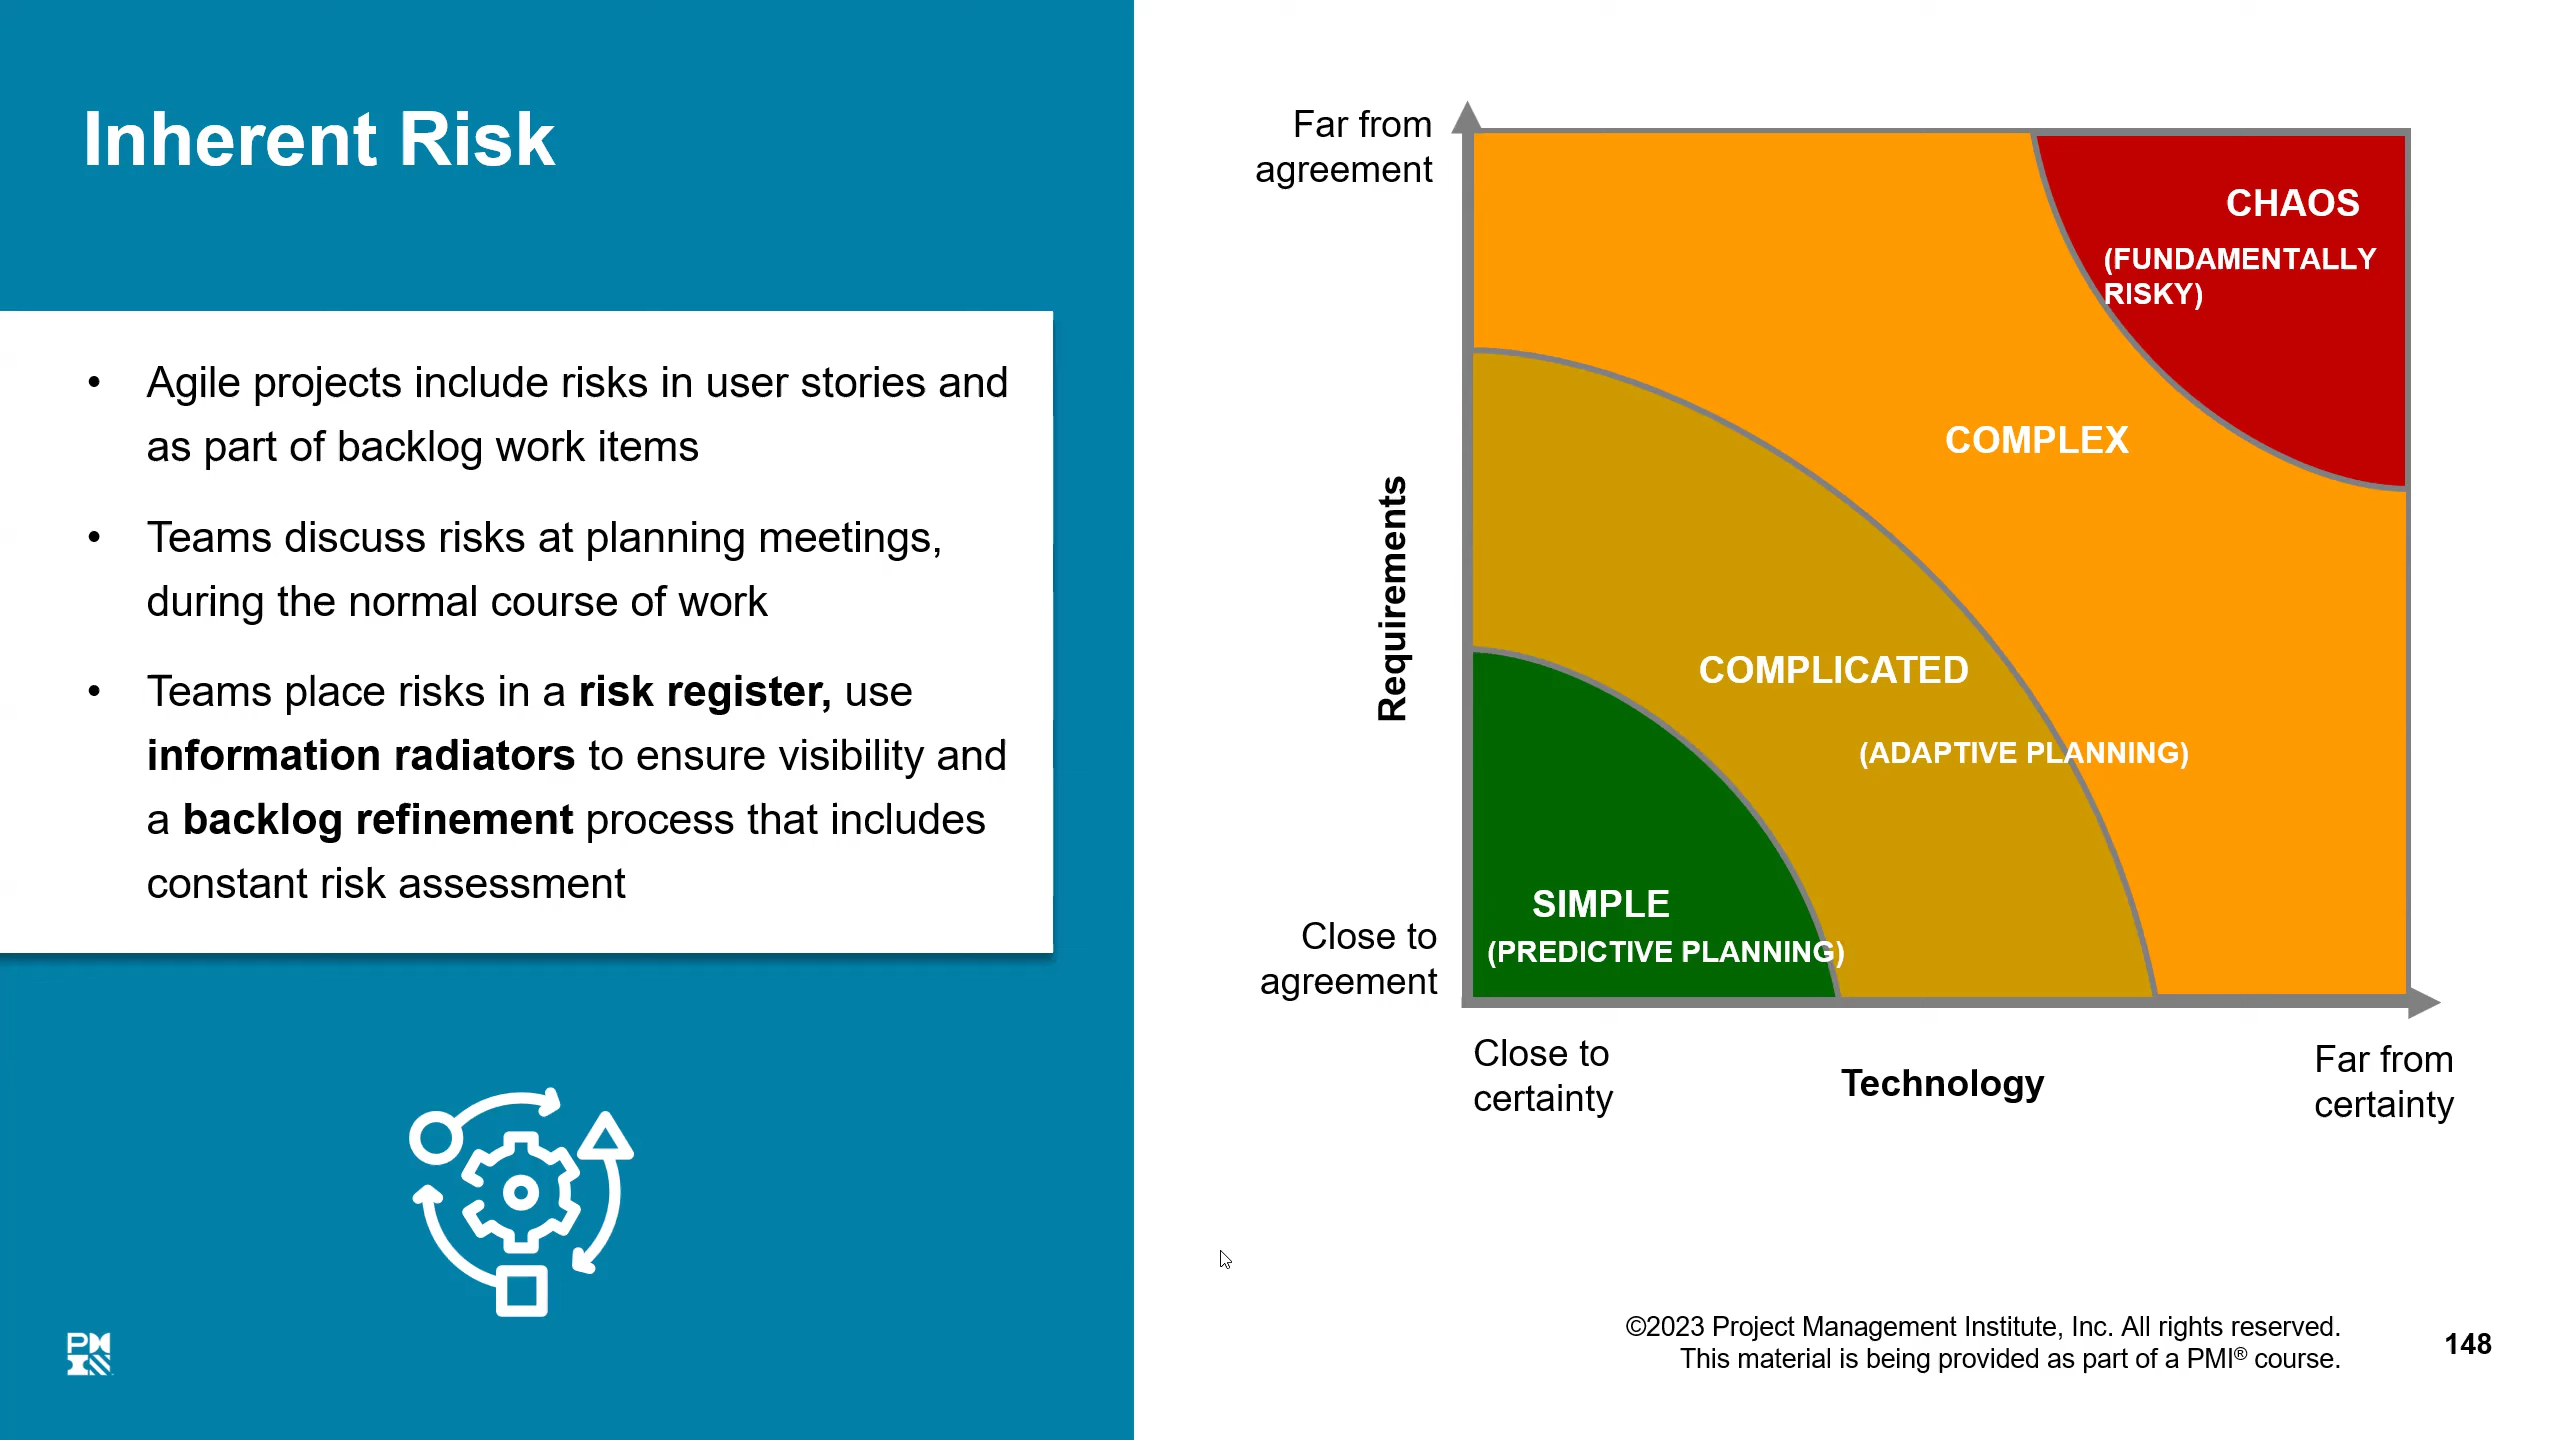 Inherent Risk
• Agile projects include risks in user stories and
as part of backlog work items
• Teams discuss risks at planning meetings,
during the normal course of work
• Teams place risks in a risk register, use
information radiators to ensure visibility and
a backlog refinement process that includes
constant risk assessment
Far from
agreement
Requirements
Close to
agreement
CHAOS
(FUNDAMENTALLY
RISKY)
COMPLEX
COMPLICATED
(ADAPTIVE PLANNING)
SIMPLE
(PREDICTIVE PLANNING)
Close to
certainty
Technology
Far from
certainty
©2023 Project Management Institute, Inc. All rights reserved.
This material is being provided as part of a PMI® course.
148